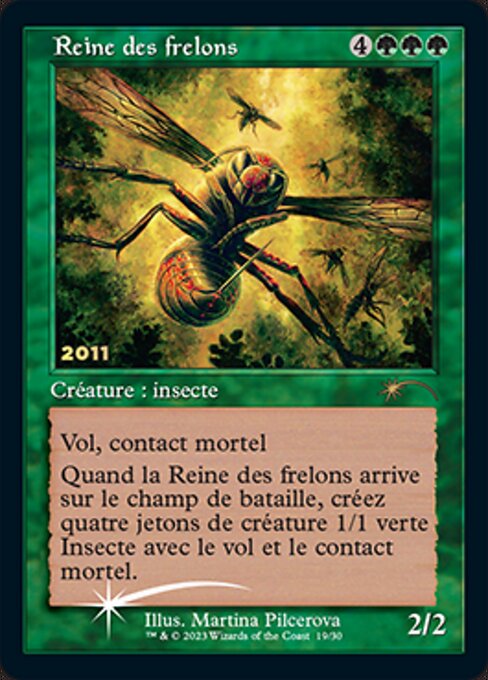 Reine des frelons 4
2011
Créature : insecte
Vol, contact mortel
Quand la Reine des frelons arrive
sur le champ de bataille, créez
quatre jetons de créature 1/1 verte
Insecte avec le vol et le contact
mortel.
Illus. Martina Pilcerova
™ & © 2023 Wizards of the Coast 19/30
2/2